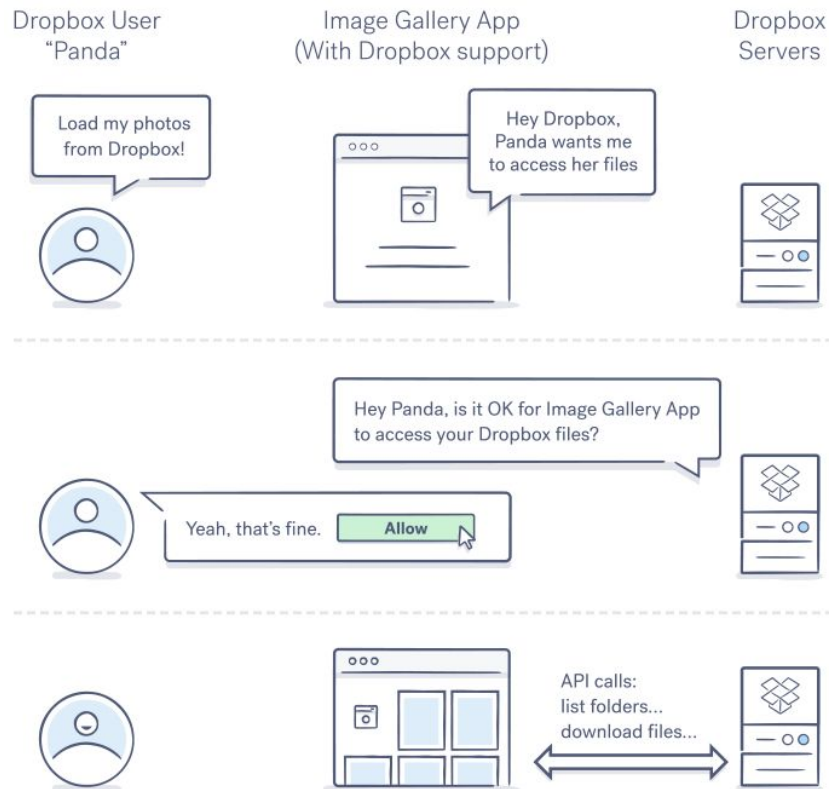 Dropbox User
“Panda”
Image Gallery App
(With Dropbox support)
Dropbox
Servers
Load my photos
from Dropbox!
Hey Dropbox,
Panda wants me
to access her files
Hey Panda, is it OK for Image Gallery App
to access your Dropbox files?
Yeah, that’s fine.
Allow
API calls:
list folders...
download files...